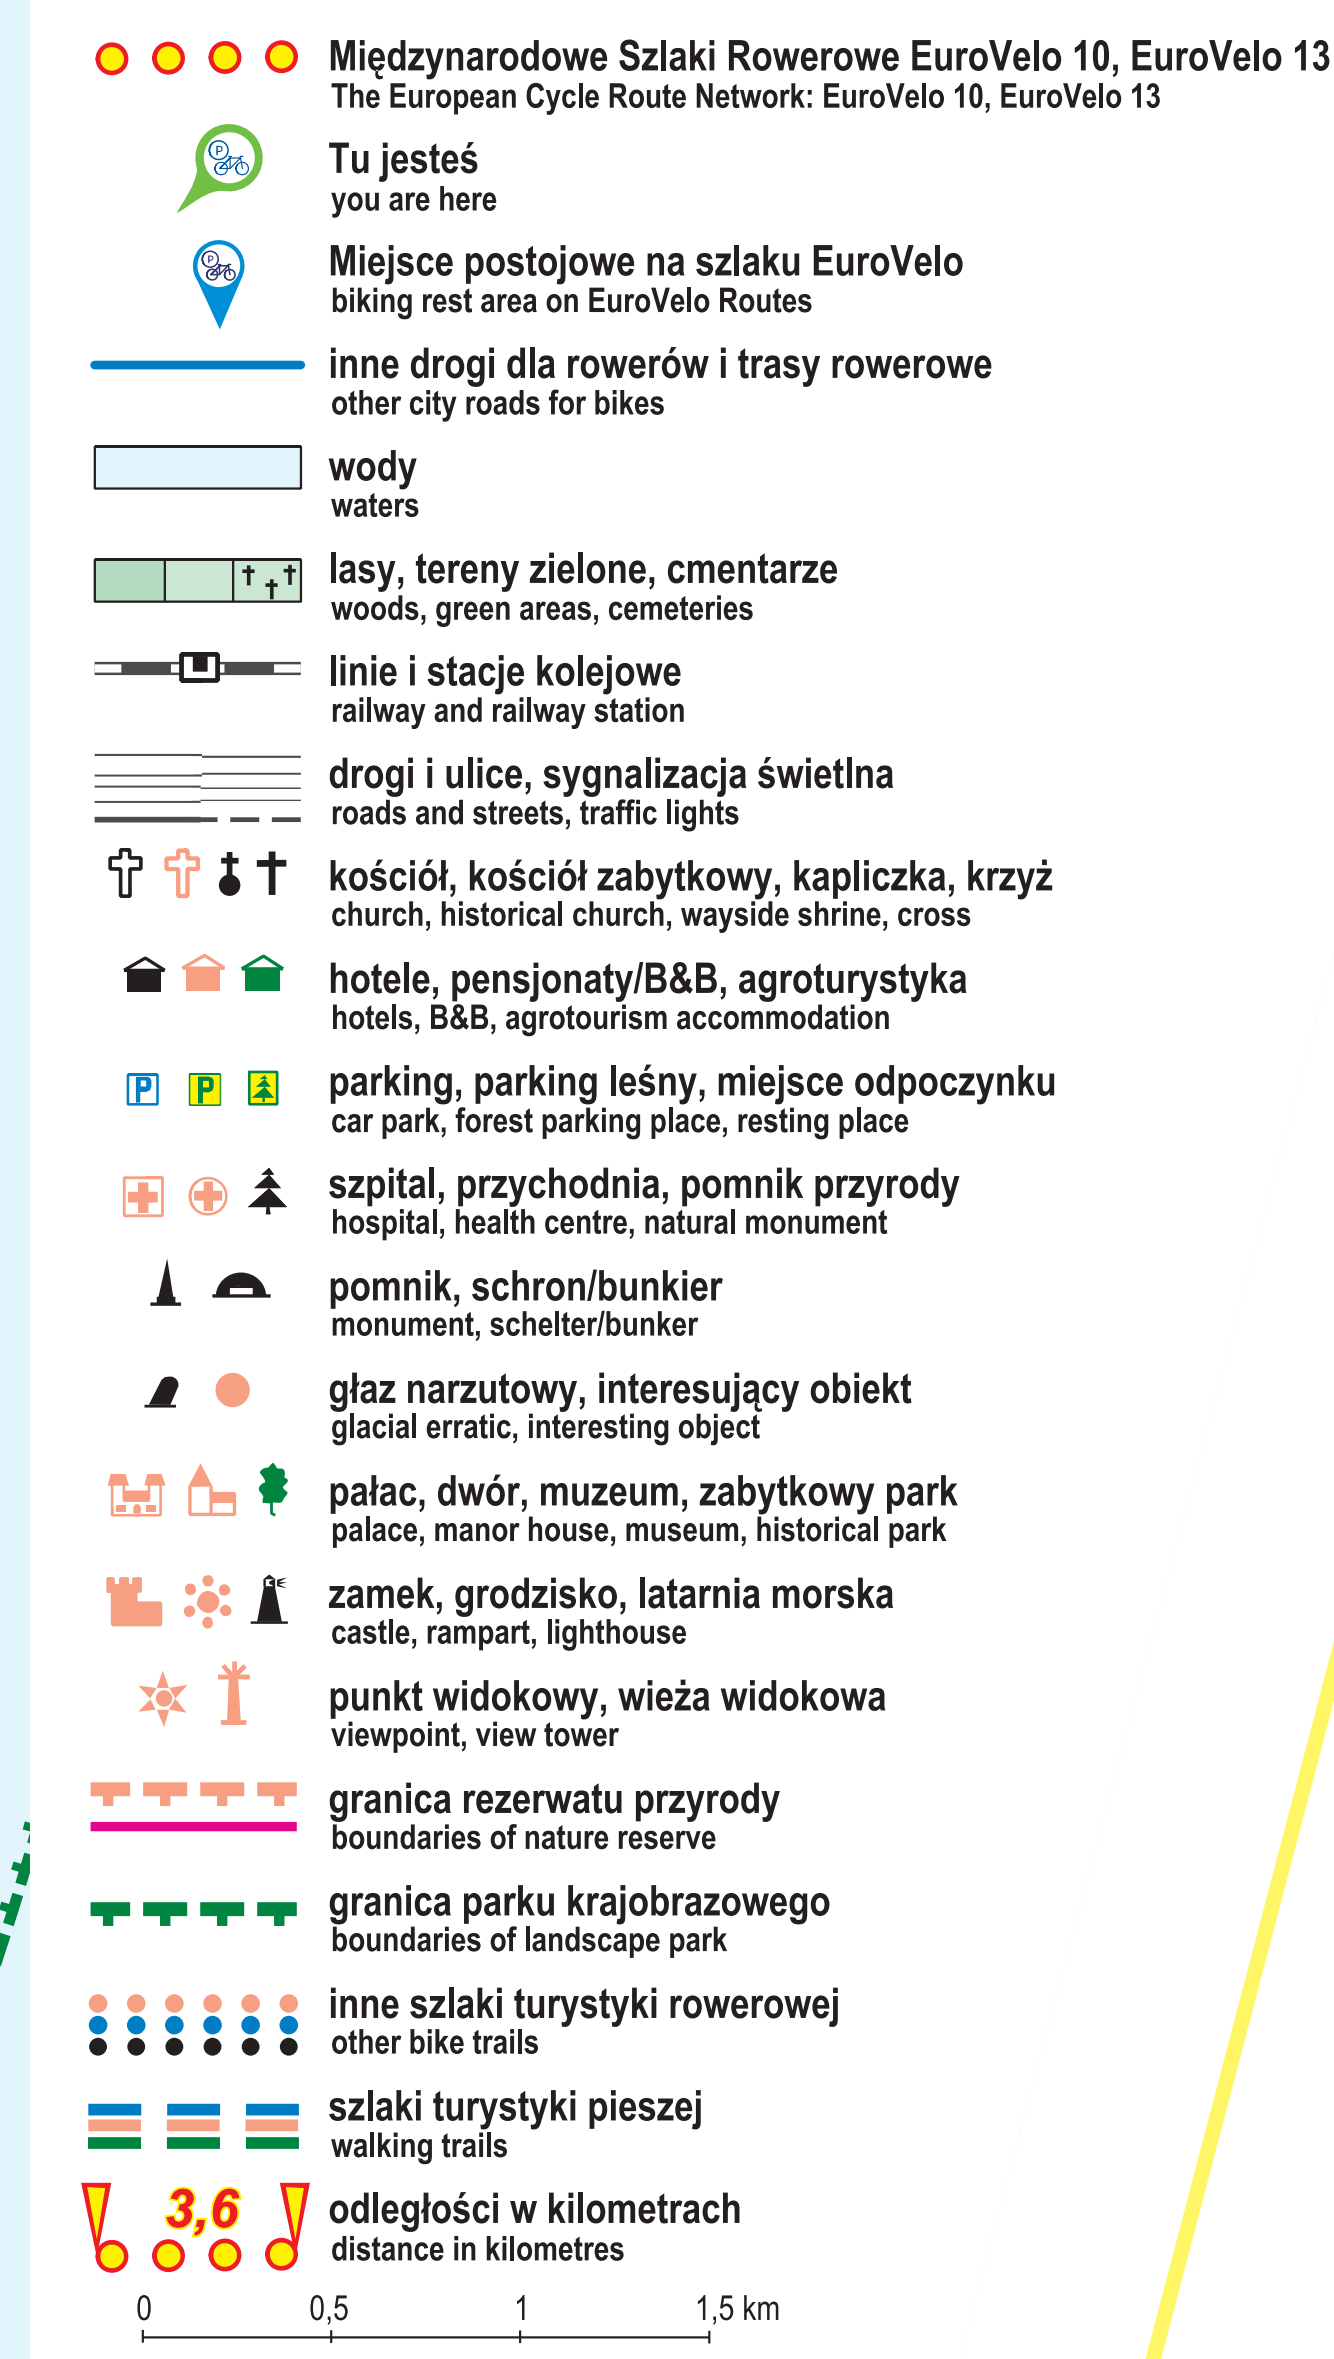 Międzynarodowe Szlaki Rowerowe EuroVelo 10, EuroVelo 13
The European Cycle Route Network: EuroVelo 10, EuroVelo 13
P
Tu jesteś
you are here
P
Miejsce postojowe na szlaku EuroVelo
biking rest area on EuroVelo Routes
inne drogi dla rowerów i trasy rowerowe
other city roads for bikes
wody
waters
lasy, tereny zielone, cmentarze
woods, green areas, cemeteries
linie i stacje kolejowe
railway and railway station
drogi i ulice, sygnalizacja świetlna
roads and streets, traffic lights
kościół, kościół zabytkowy, kapliczka, krzyż
church, historical church, wayside shrine, cross
hotele, pensjonaty/B&B, agroturystyka
hotels, B&B, agrotourism accommodation
P P parking, parking leśny, miejsce odpoczynku
car park, forest parking place, resting place
szpital, przychodnia, pomnik przyrody
hospital, health centre, natural monument
pomnik, schron/bunkier
monument, schelter/bunker
głaz narzutowy, interesujący obiekt
glacial erratic, interesting object
pałac, dwór, muzeum, zabytkowy park
palace, manor house, museum, historical park
zamek, grodzisko, latarnia morska
castle, rampart, lighthouse
punkt widokowy, wieża widokowa
viewpoint, view tower
granica rezerwatu przyrody
boundaries of nature reserve
granica parku krajobrazowego
boundaries of landscape park
inne szlaki turystyki rowerowej
other bike trails
szlaki turystyki pieszej
walking trails
3,6 odległości w kilometrach
distance in kilometres
0 0,5 1 1,5 km